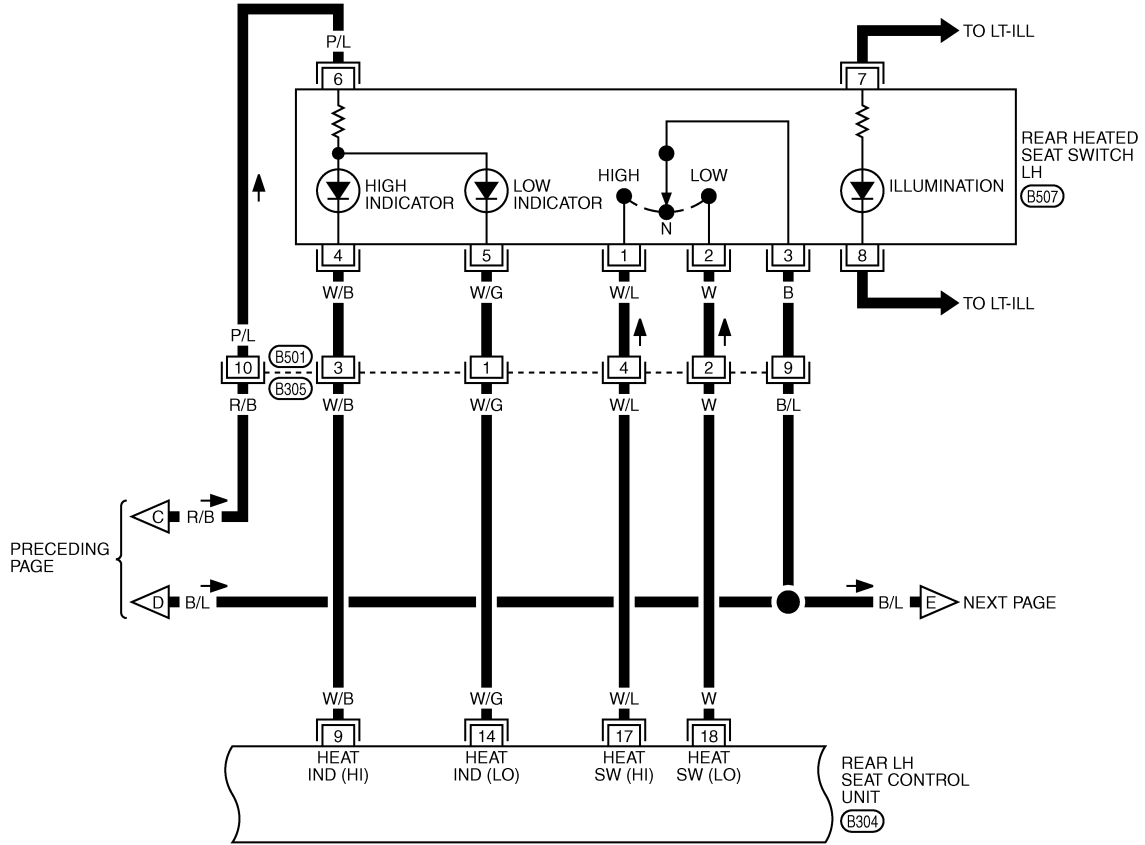 TO LT-ILL
P/L
6
7
REAR HEATED
SEAT SWITCH
LH
B507
HIGH
INDICATOR
LOW
INDICATOR
HIGH
LOW
N
ILLUMINATION
4
5
1
2
3
8
W/B
W/G
W/L
W
B
TO LT-ILL
P/L
B501
10
3
1
4
2
9
B305
R/B
W/B
W/G
W/L
W
B/L
PRECEDING
PAGE
C
R/B
D
B/L
B/L
E
NEXT PAGE
W/B
W/G
W/L
W
9
14
17
18
HEAT
IND (HI)
HEAT
IND (LO)
HEAT
SW (HI)
HEAT
SW (LO)
REAR LH
SEAT CONTROL
UNIT
B304